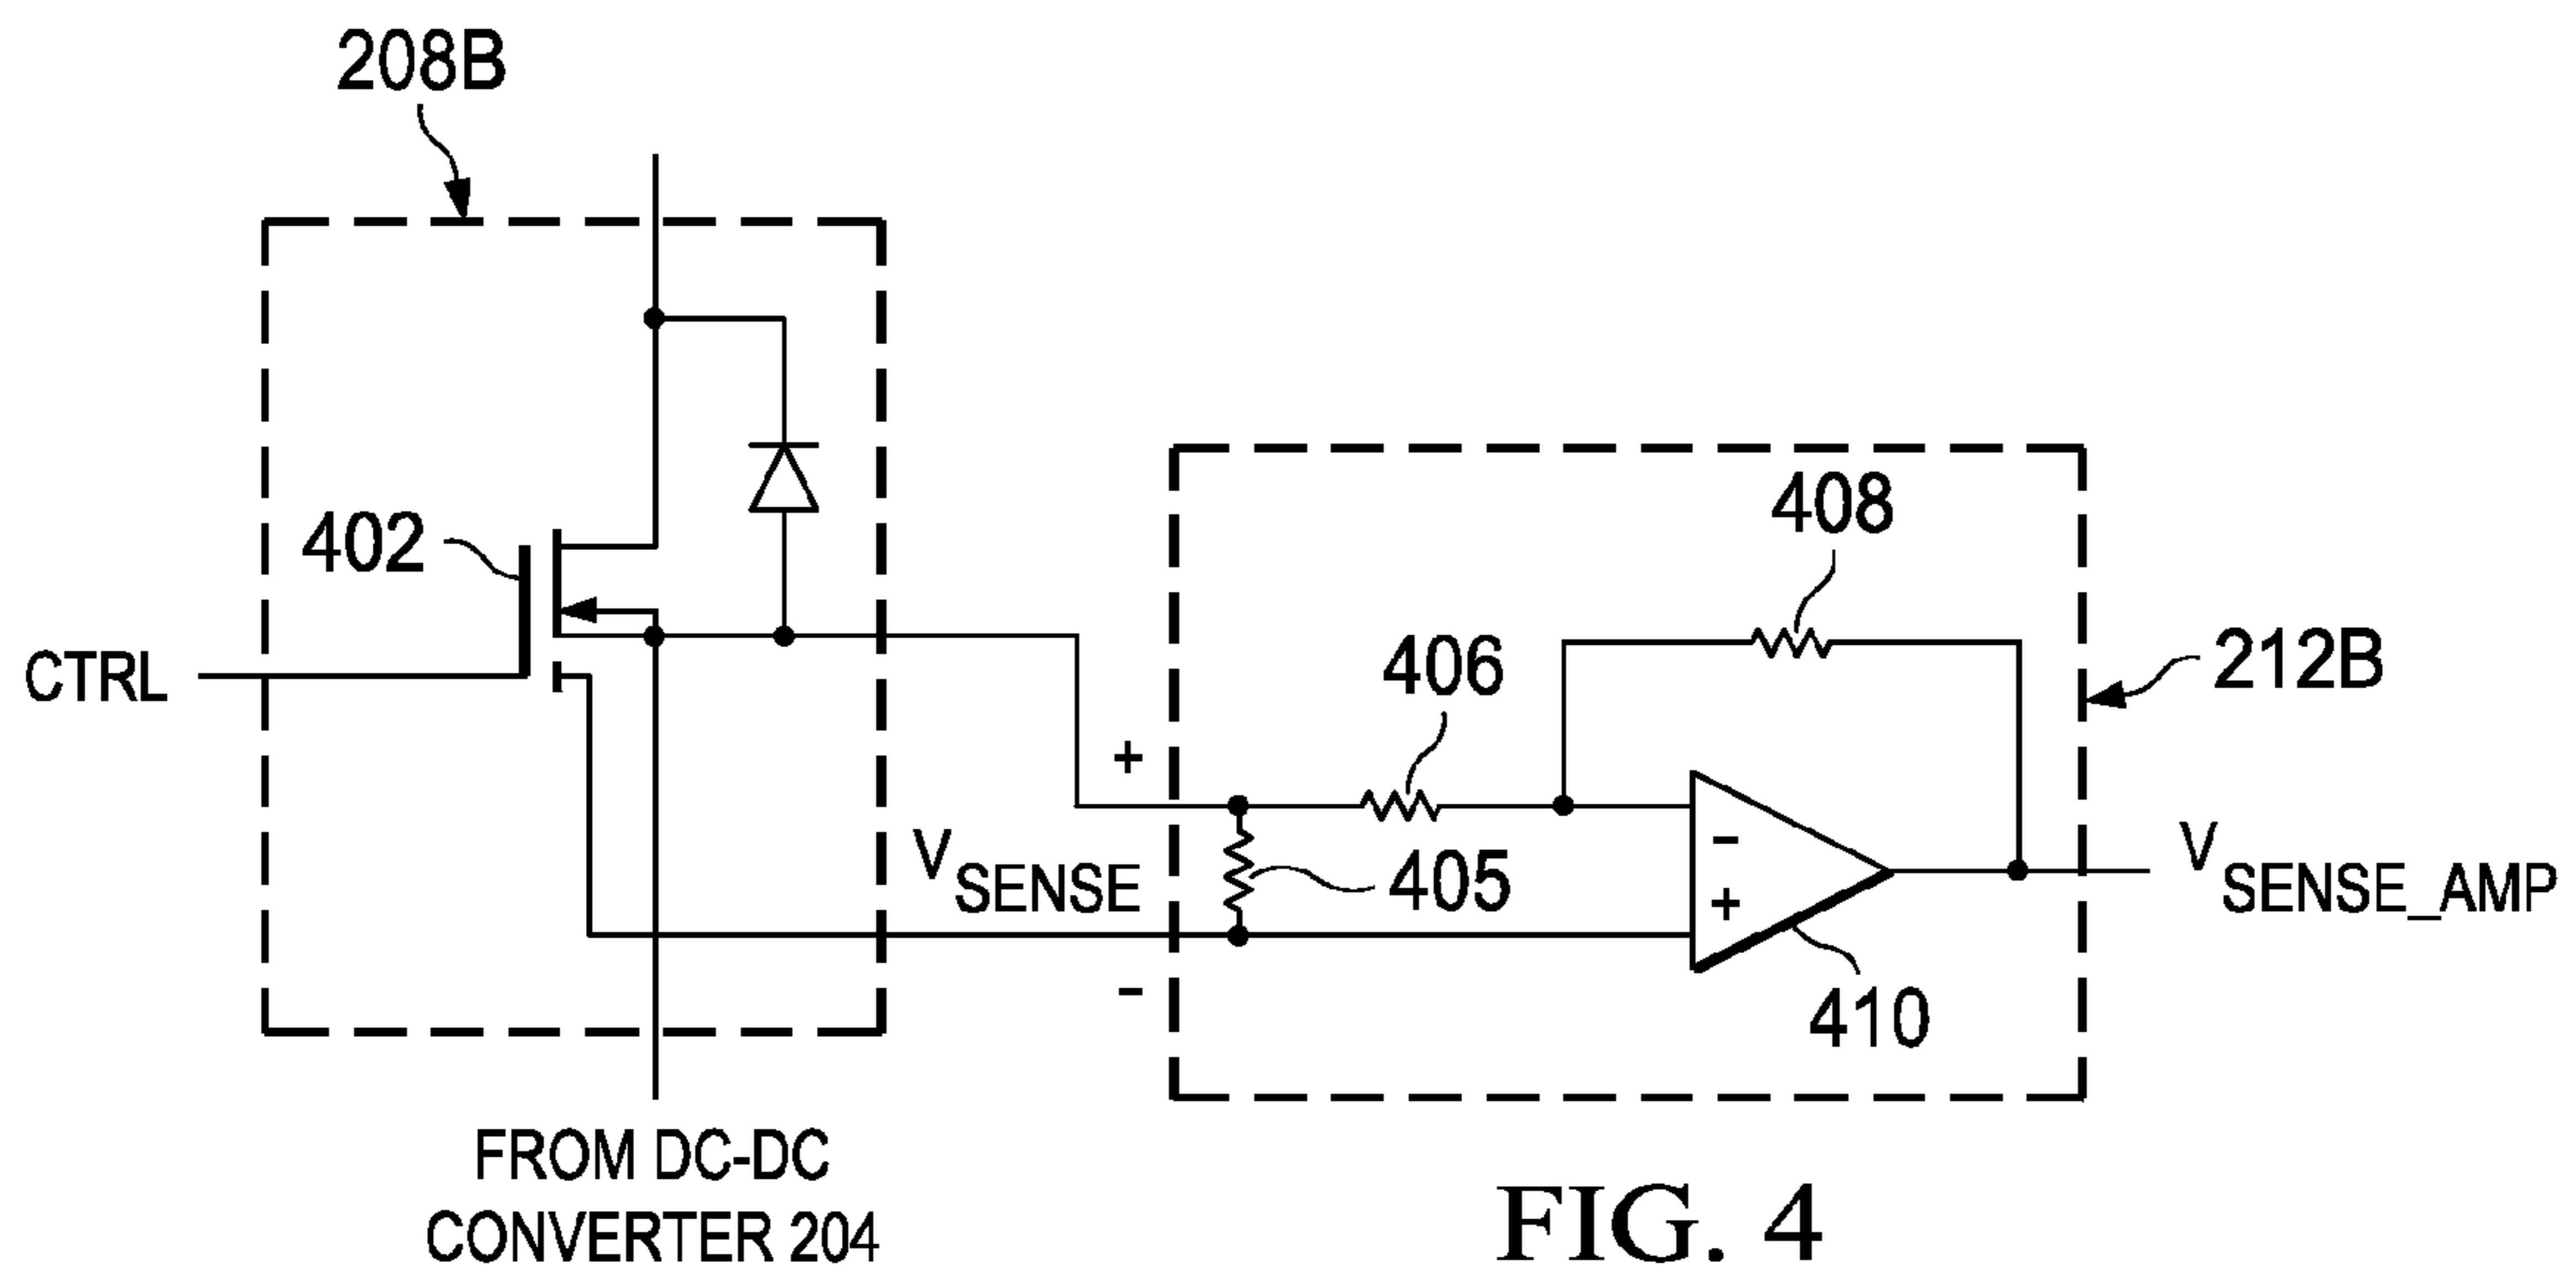 208B
402
CTRL
FROM DC-DC
CONVERTER 204
+
VSENSE
-
405
406
408
-
+
410
212B
VSENSE_AMP
FIG. 4